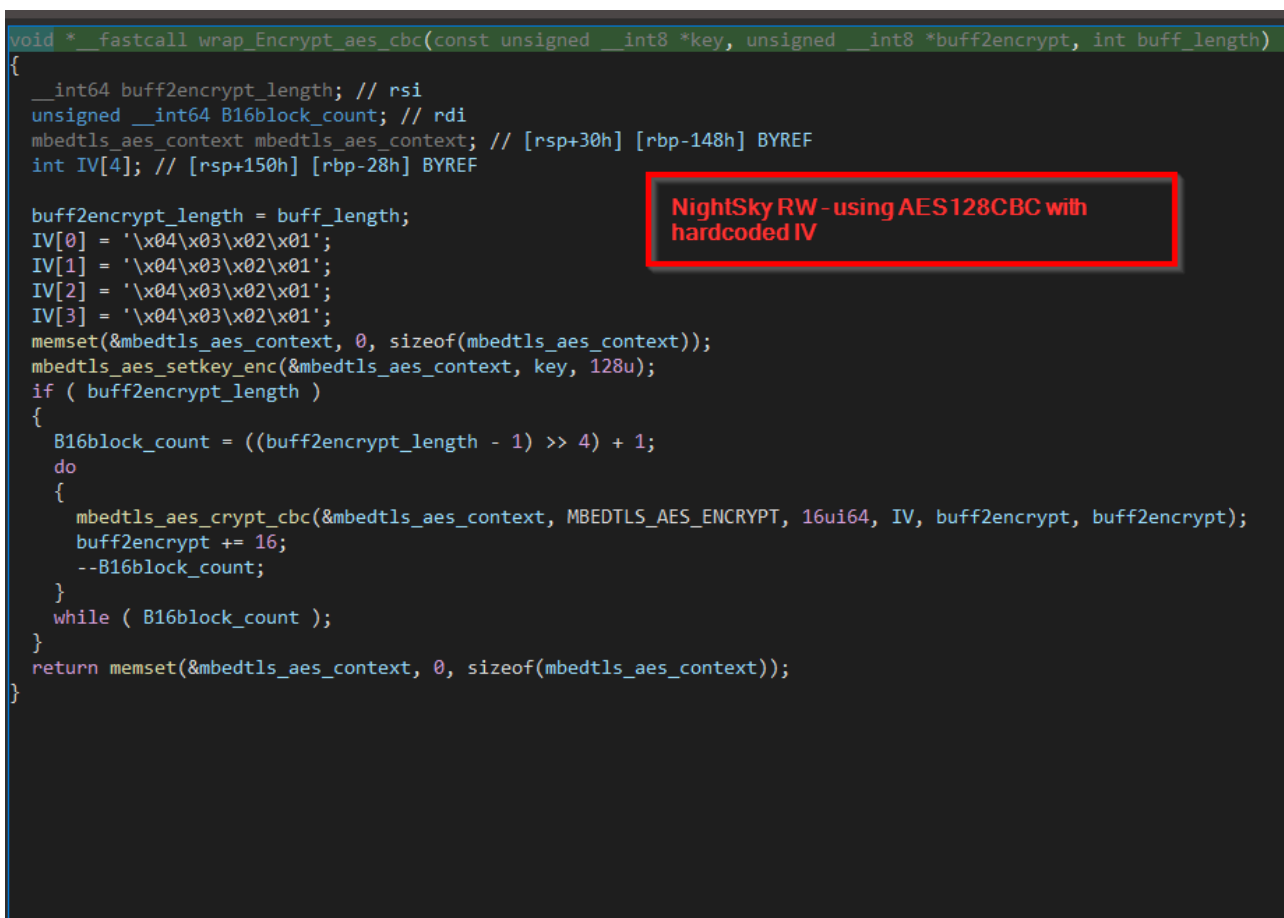 void *__fastcall wrap_Encrypt_aes_cbc(const unsigned __int8 *key, unsigned __int8 *buff2encrypt, int buff_length)
{
  __int64 buff2encrypt_length; // rsi
  unsigned __int64 B16block_count; // rdi
  mbedtls_aes_context mbedtls_aes_context; // [rsp+30h] [rbp-148h] BYREF
  int IV[4]; // [rsp+150h] [rbp-28h] BYREF
  buff2encrypt_length = buff_length;
NightSky RW - using AES128CBC with
hardcoded IV
  IV[0] = '\x04\x03\x02\x01';
  IV[1] = '\x04\x03\x02\x01';
  IV[2] = '\x04\x03\x02\x01';
  IV[3] = '\x04\x03\x02\x01';
  memset(&mbedtls_aes_context, 0, sizeof(mbedtls_aes_context));
  mbedtls_aes_setkey_enc(&mbedtls_aes_context, key, 128u);
  if ( buff2encrypt_length )
  {
    B16block_count = ((buff2encrypt_length - 1) >> 4) + 1;
    do
    {
      mbedtls_aes_crypt_cbc(&mbedtls_aes_context, MBEDTLS_AES_ENCRYPT, 16ui64, IV, buff2encrypt, buff2encrypt);
      buff2encrypt += 16;
      --B16block_count;
    }
    while ( B16block_count );
  }
  return memset(&mbedtls_aes_context, 0, sizeof(mbedtls_aes_context));
}